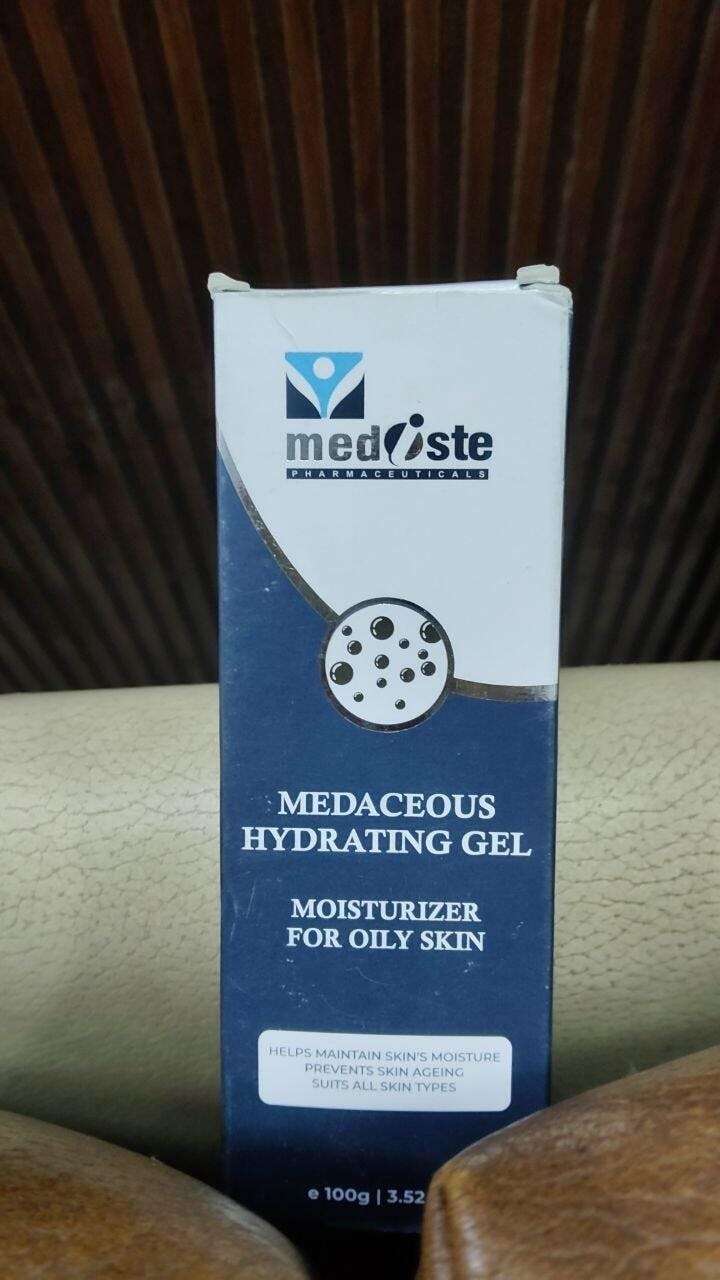 mediste
PHARMACEUTICALS
MEDACEOUS
HYDRATING GEL
MOISTURIZER
FOR OILY SKIN
HELPS MAINTAIN SKIN'S MOISTURE
PREVENTS SKIN AGEING
SUITS ALL SKIN TYPES
e 100g | 3.52